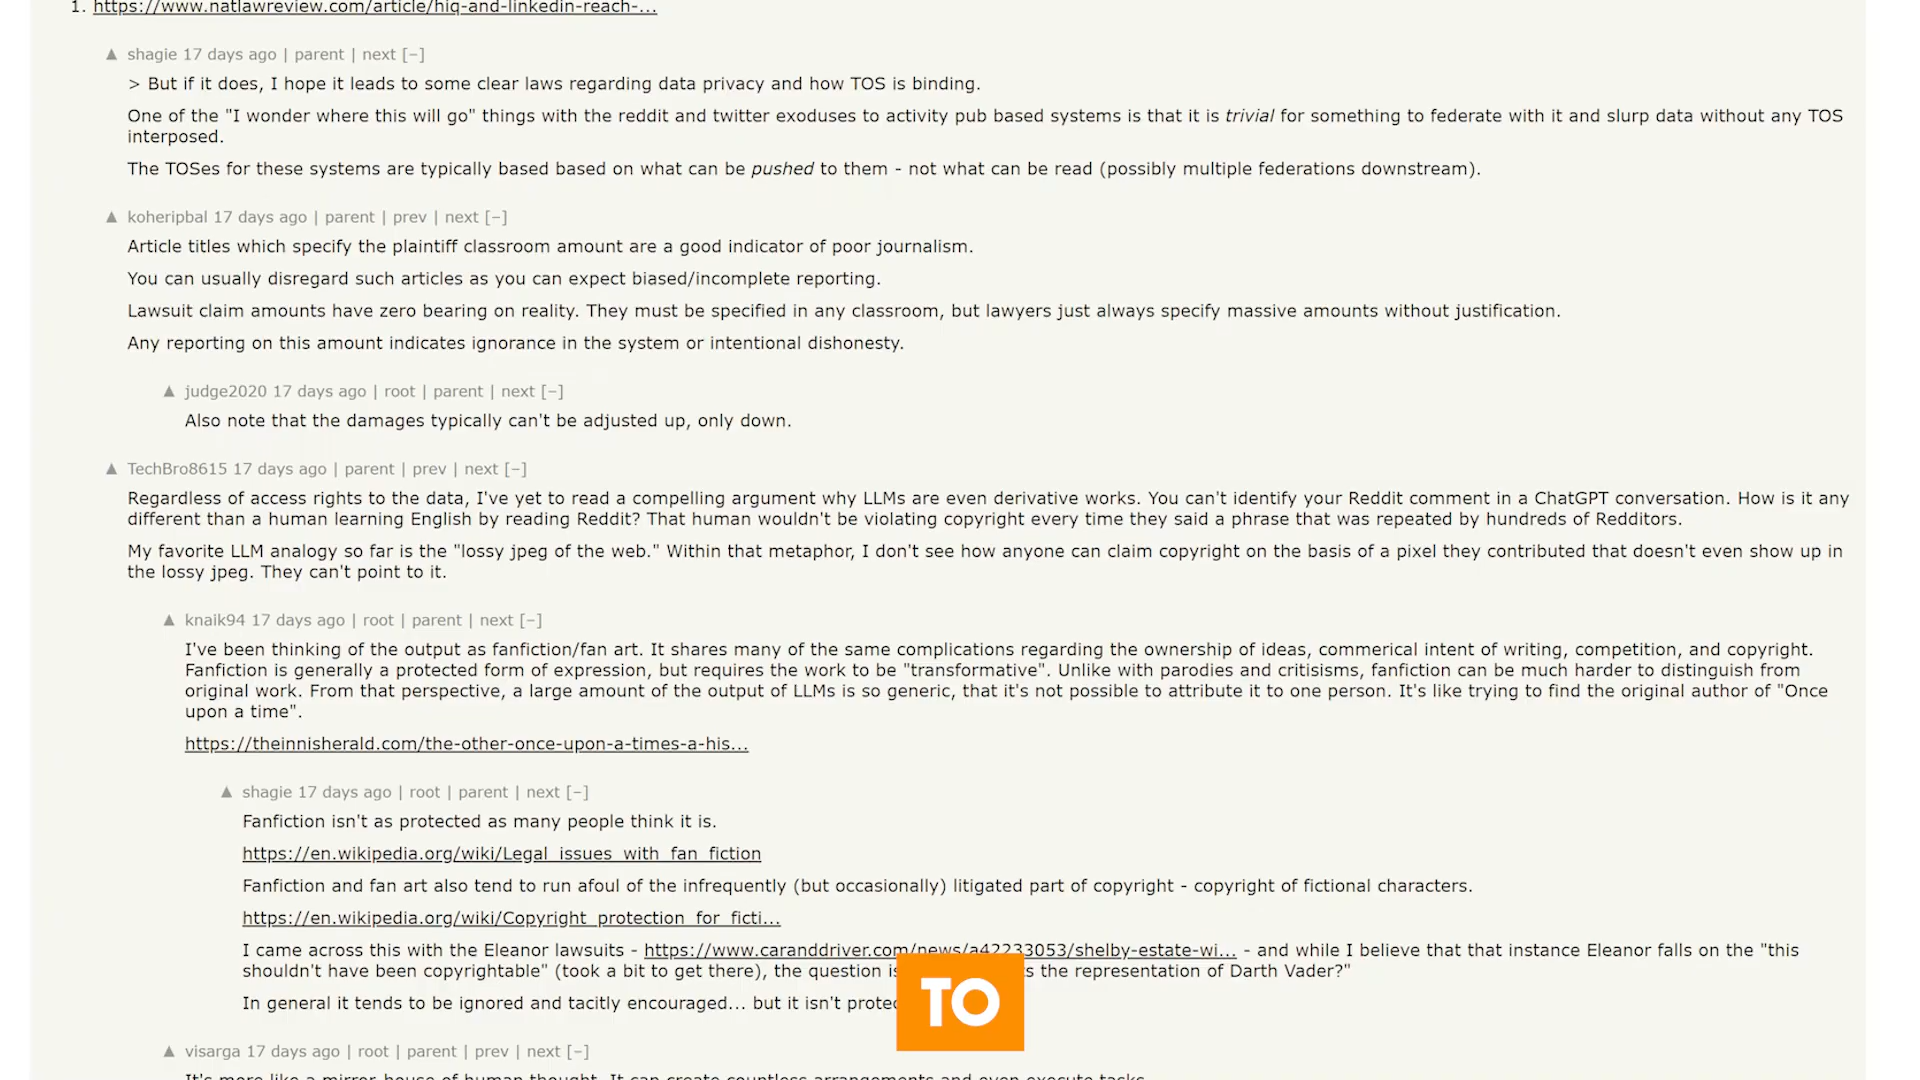 1. https://www.natlawreview.com/article/hiq-and-linkedin-reach-...
▲ shagie 17 days ago | parent | next [–]
> But if it does, I hope it leads to some clear laws regarding data privacy and how TOS is binding.
One of the "I wonder where this will go" things with the reddit and twitter exoduses to activity pub based systems is that it is trivial for something to federate with it and slurp data without any TOS
interposed.
The TOSes for these systems are typically based based on what can be pushed to them - not what can be read (possibly multiple federations downstream).
▲ koheripbal 17 days ago | parent | prev | next [–]
Article titles which specify the plaintiff classroom amount are a good indicator of poor journalism.
You can usually disregard such articles as you can expect biased/incomplete reporting.
Lawsuit claim amounts have zero bearing on reality. They must be specified in any classroom, but lawyers just always specify massive amounts without justification.
Any reporting on this amount indicates ignorance in the system or intentional dishonesty.
▲ judge2020 17 days ago | root | parent | next [–]
Also note that the damages typically can't be adjusted up, only down.
▲ TechBro8615 17 days ago | parent | prev | next [–]
Regardless of access rights to the data, I've yet to read a compelling argument why LLMs are even derivative works. You can't identify your Reddit comment in a ChatGPT conversation. How is it any
different than a human learning English by reading Reddit? That human wouldn't be violating copyright every time they said a phrase that was repeated by hundreds of Redditors.
My favorite LLM analogy so far is the "lossy jpeg of the web." Within that metaphor, I don't see how anyone can claim copyright on the basis of a pixel they contributed that doesn't even show up in
the lossy jpeg. They can't point to it.
▲ knaik94 17 days ago | root | parent | next [–]
I've been thinking of the output as fanfiction/fan art. It shares many of the same complications regarding the ownership of ideas, commerical intent of writing, competition, and copyright.
Fanfiction is generally a protected form of expression, but requires the work to be "transformative". Unlike with parodies and critisisms, fanfiction can be much harder to distinguish from
original work. From that perspective, a large amount of the output of LLMs is so generic, that it's not possible to attribute it to one person. It's like trying to find the original author of "Once
upon a time".
https://theinnisherald.com/the-other-once-upon-a-times-a-his...
▲ shagie 17 days ago | root | parent | next [–]
Fanfiction isn't as protected as many people think it is.
https://en.wikipedia.org/wiki/Legal_issues_with_fan_fiction
Fanfiction and fan art also tend to run afoul of the infrequently (but occasionally) litigated part of copyright - copyright of fictional characters.
https://en.wikipedia.org/wiki/Copyright_protection_for_ficti...
I came across this with the Eleanor lawsuits - https://www.caranddriver.com/news/a42233053/shelby-estate-wi... - and while I believe that that instance Eleanor falls on the "this
shouldn't have been copyrightable" (took a bit to get there), the question the representation of Darth Vader?"
In general it tends to be ignored and tacitly encouraged... but it isn't
TO
▲ visarga 17 days ago | root | parent | prev | next [–]
It's more like a mirror house of human thought. It can create countless arrangements and even execute tasks.